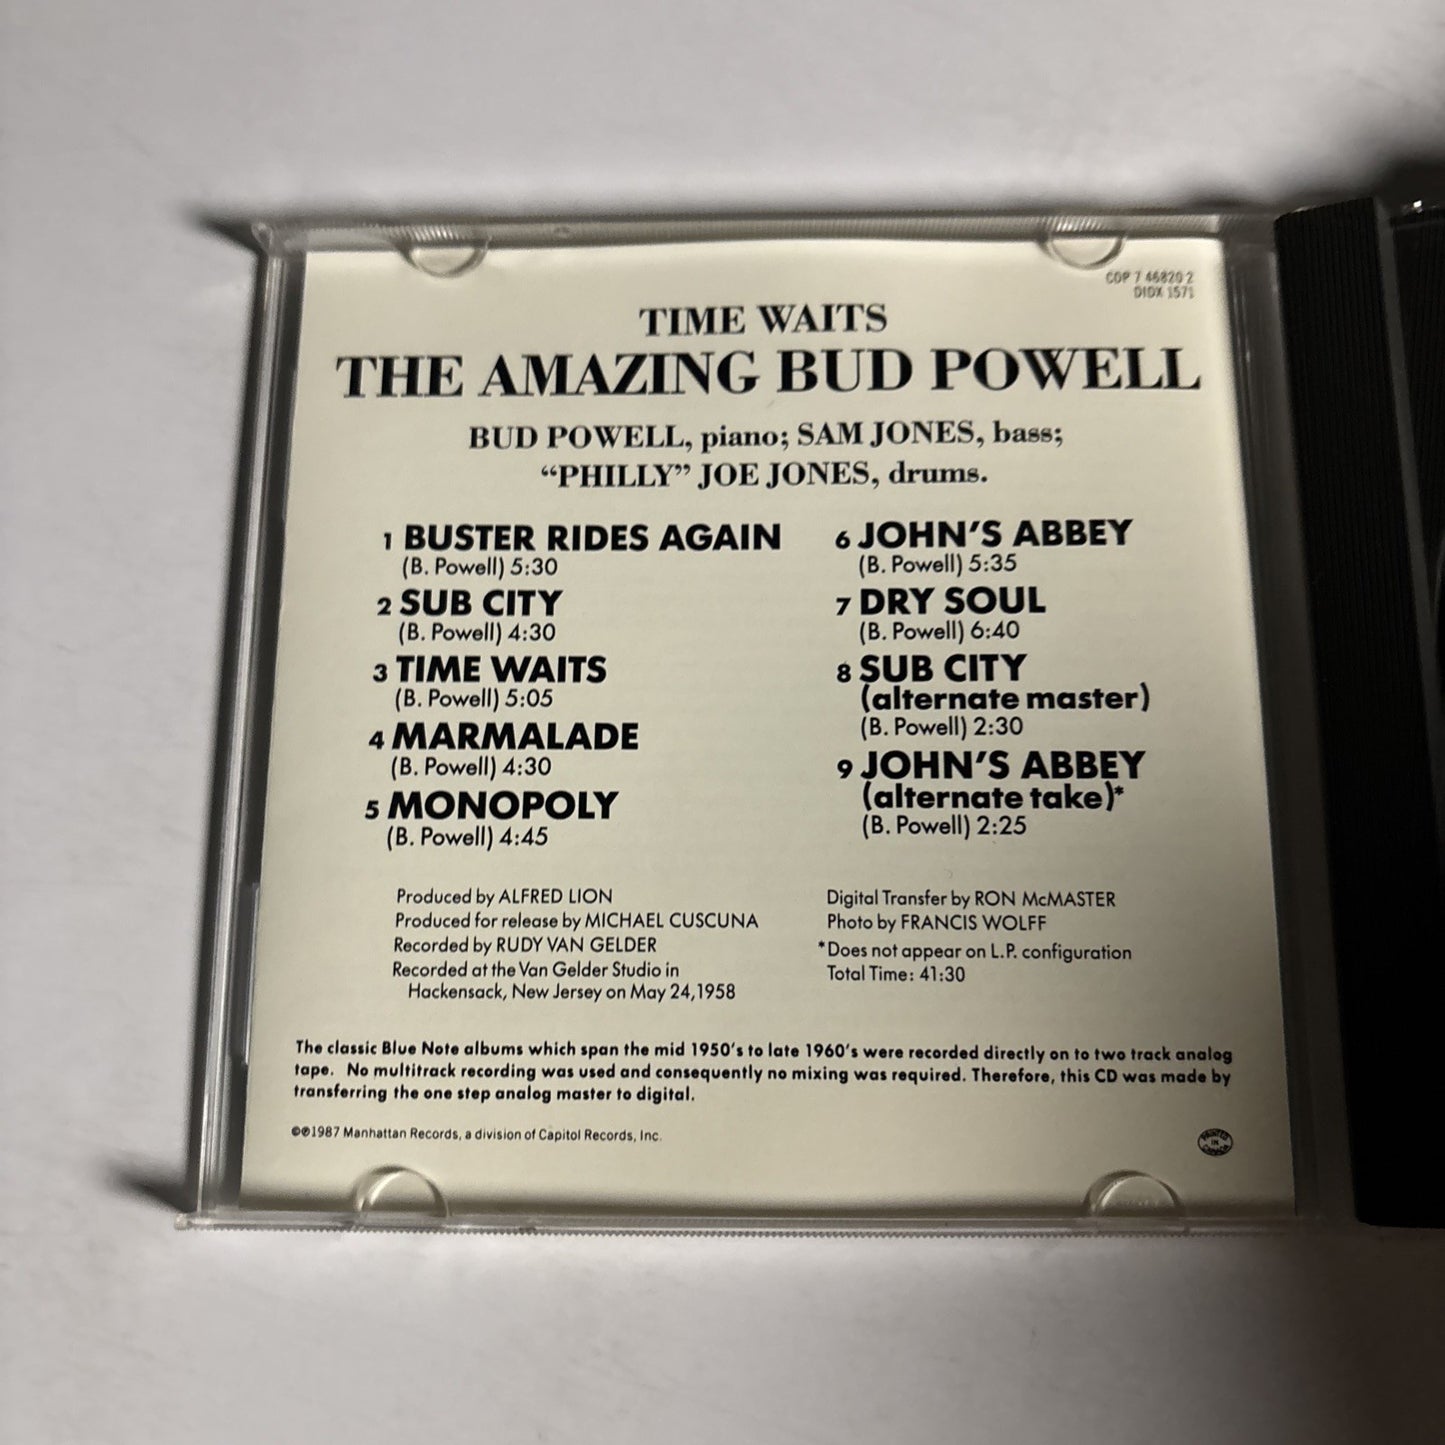 CDP 7 46820 2
DIDX 1571
TIME WAITS
THE AMAZING BUD POWELL
BUD POWELL, piano; SAM JONES, bass;
“PHILLY” JOE JONES, drums.
1 BUSTER RIDES AGAIN
(B. Powell) 5:30
2 SUB CITY
(B. Powell) 4:30
3 TIME WAITS
(B. Powell) 5:05
4 MARMALADE
(B. Powell) 4:30
5 MONOPOLY
(B. Powell) 4:45
6 JOHN’S ABBEY
(B. Powell) 5:35
7 DRY SOUL
(B. Powell) 6:40
8 SUB CITY
(alternate master)
(B. Powell) 2:30
9 JOHN’S ABBEY
(alternate take)*
(B. Powell) 2:25
Produced by ALFRED LION
Produced for release by MICHAEL CUSCUNA
Recorded by RUDY VAN GELDER
Recorded at the Van Gelder Studio in
Hackensack, New Jersey on May 24,1958
Digital Transfer by RON McMASTER
Photo by FRANCIS WOLFF
*Does not appear on L.P. configuration
Total Time: 41:30
The classic Blue Note albums which span the mid 1950’s to late 1960’s were recorded directly on to two track analog
tape. No multitrack recording was used and consequently no mixing was required. Therefore, this CD was made by
transferring the one step analog master to digital.
©℗1987 Manhattan Records, a division of Capitol Records, Inc.
PRINTED
IN
CANADA